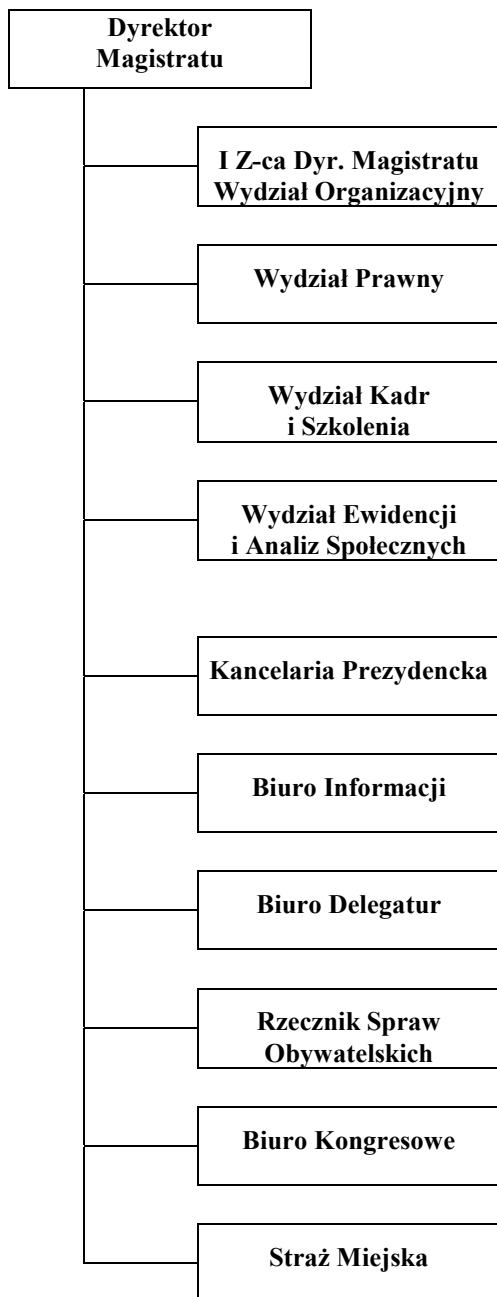 Dyrektor
Magistratu
I Z-ca Dyr. Magistratu
Wydział Organizacyjny
Wydział Prawny
Wydział Kadr
i Szkolenia
Wydział Ewidencji
i Analiz Społecznych
Kancelaria Prezydencka
Biuro Informacji
Biuro Delegatur
Rzecznik Spraw
Obywatelskich
Biuro Kongresowe
Straż Miejska